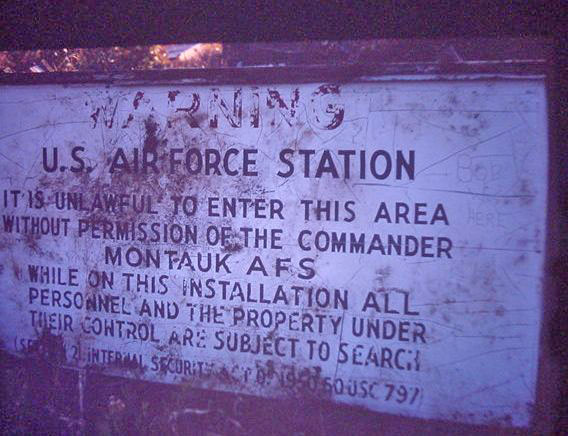 WARNING
U.S. AIR FORCE STATION
IT IS UNLAWFUL TO ENTER THIS AREA
WITHOUT PERMISSION OF THE COMMANDER
MONTAUK AFS
WHILE ON THIS INSTALLATION ALL
PERSONNEL AND THE PROPERTY UNDER
THEIR CONTROL ARE SUBJECT TO SEARCH
21, INTERNAL SECURITY ACT OF 1950 50 USC 797